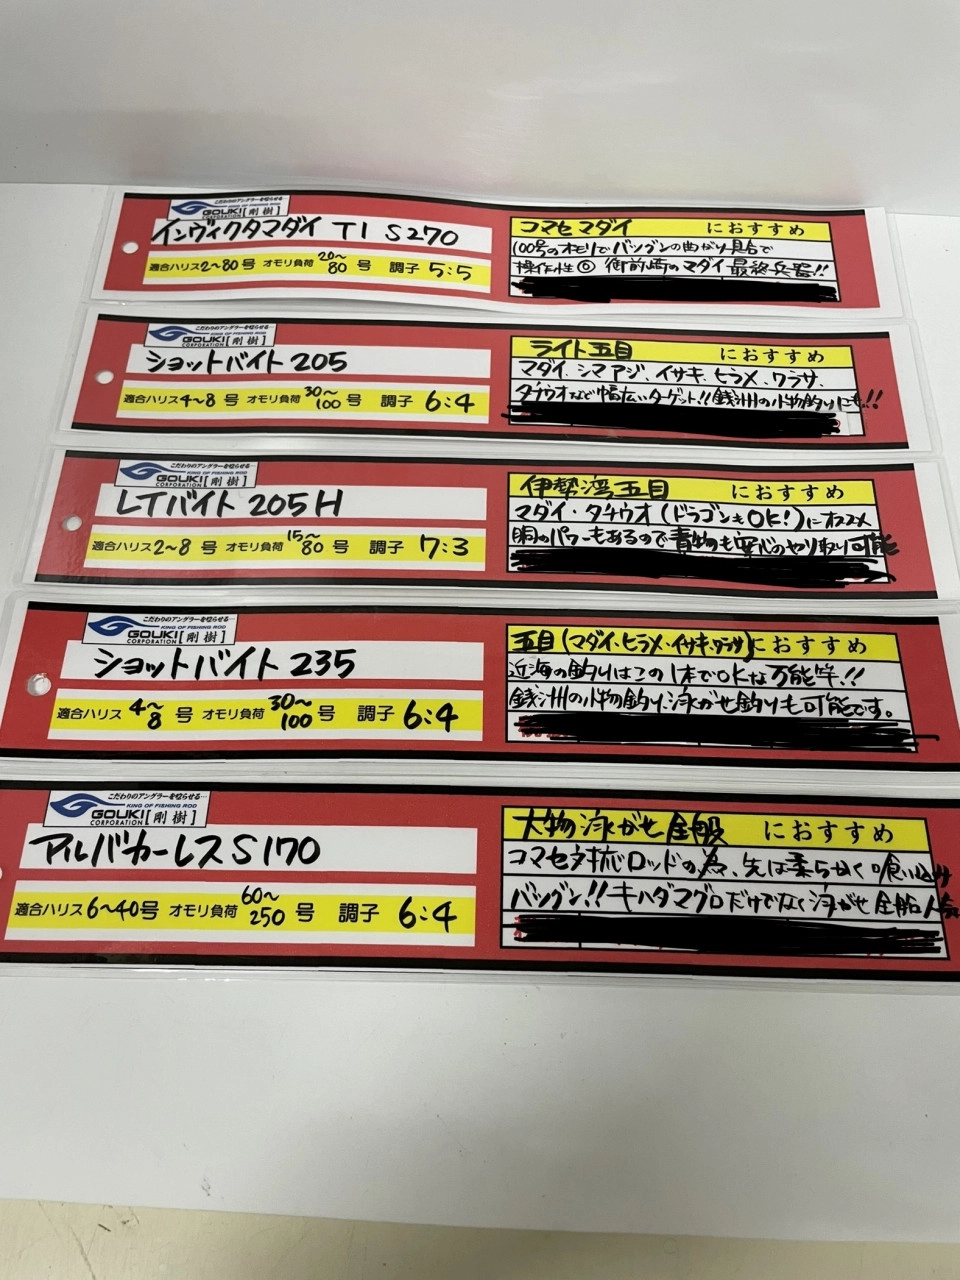 こだわりのアングラーを唸らせる…
KING OF FISHING ROD
GOUKI[剛樹]
CORPORATION
インヴィクタマダイ T1 S270
適合ハリス2〜80号 オモリ負荷20〜80号 調子5:5
コマセマダイ におすすめ
100号のオモリでバツグンの曲がり具合で
操作性◎ 御前崎のマダイ最終兵器!!
こだわりのアングラーを唸らせる…
KING OF FISHING ROD
GOUKI[剛樹]
CORPORATION
ショットバイト 205
適合ハリス4〜8号 オモリ負荷30〜100号 調子6:4
ライト五目 におすすめ
マダイ、シマアジ、イサキ、ヒラメ、ワラサ、
タチウオなど幅広いターゲット!!銭洲の小物釣りにも!!
こだわりのアングラーを唸らせる…
KING OF FISHING ROD
GOUKI[剛樹]
CORPORATION
LTバイト 205H
適合ハリス2〜8号 オモリ負荷15〜80号 調子7:3
伊勢湾五目 におすすめ
マダイ・タチウオ(ドラゴンもOK!)にオススメ
胴のパワーもあるので青物も安心のやり取り可能
こだわりのアングラーを唸らせる…
KING OF FISHING ROD
GOUKI[剛樹]
CORPORATION
ショットバイト 235
適合ハリス4〜8号 オモリ負荷30〜100号 調子6:4
五目(マダイ・ヒラメ・イサキ・ワラサ)におすすめ
近海の釣りはこの1本でOKな万能竿!!
銭洲の小物釣り、泳がせ釣りも可能です。
こだわりのアングラーを唸らせる…
KING OF FISHING ROD
GOUKI[剛樹]
CORPORATION
アルバカーレスS170
適合ハリス6〜40号 オモリ負荷60〜250号 調子6:4
大物泳がせ全般 におすすめ
コマセタ抗ロッドの為、先は柔らかく喰い込み
バツグン!!キハダマグロだけでなく泳がせ全般